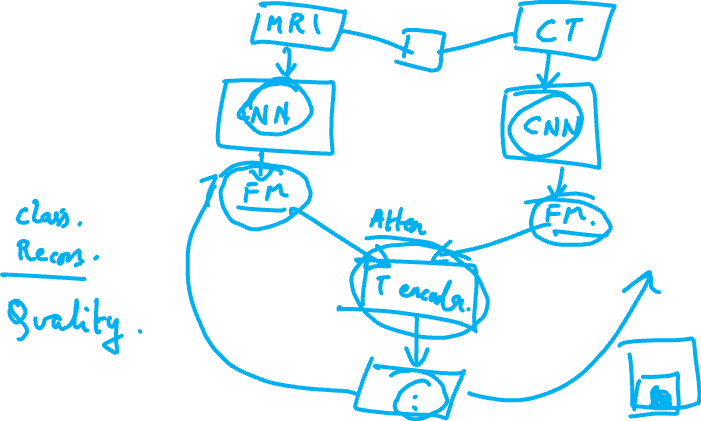 MRI
CT
CNN
CNN
FM
FM.
Atten
T encoder.
Class.
Recons.
Quality.